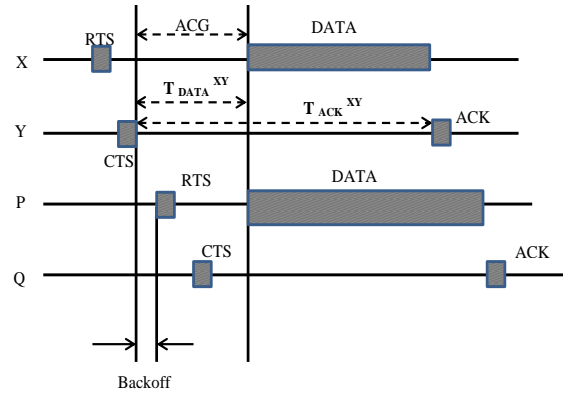 ACG
DATA
RTS
X
T DATA XY
T ACK XY
ACK
Y
CTS
RTS
DATA
P
CTS
ACK
Q
Backoff